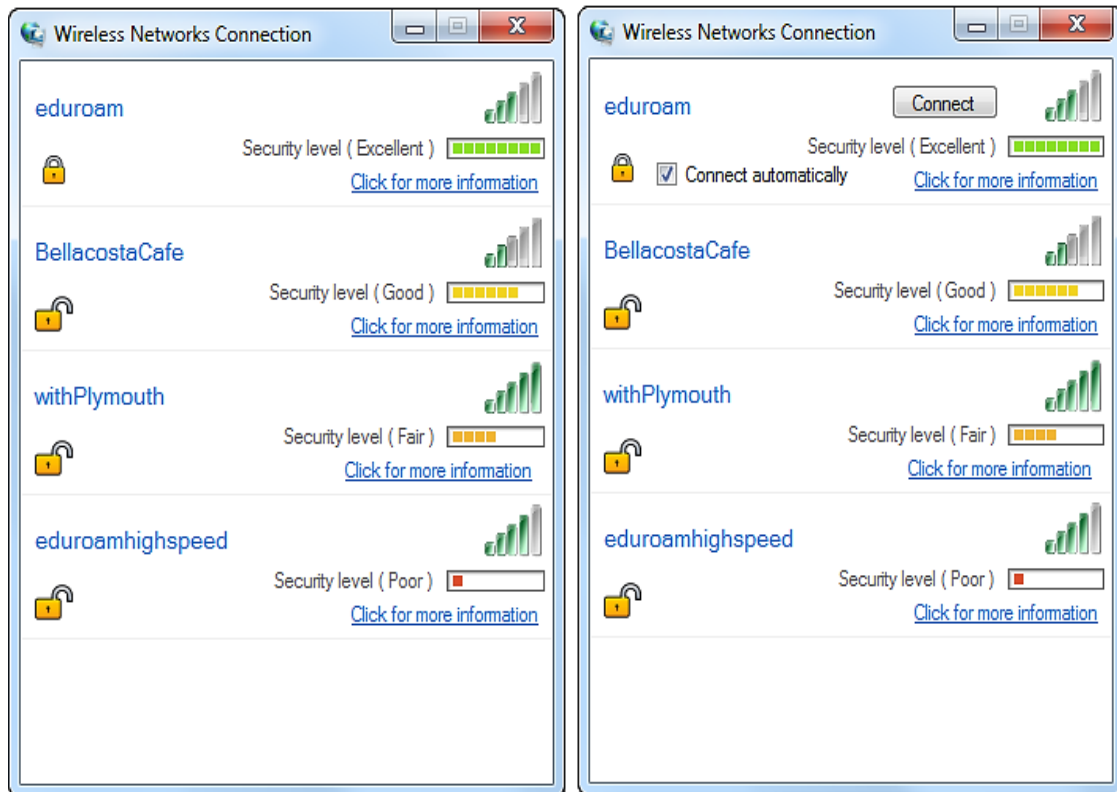 Wireless Networks Connection
eduroam
Security level ( Excellent )
Click for more information
BellacostaCafe
Security level ( Good )
Click for more information
withPlymouth
Security level ( Fair )
Click for more information
eduroamhighspeed
Security level ( Poor )
Click for more information
Wireless Networks Connection
eduroam
Connect
Security level ( Excellent )
Connect automatically
Click for more information
BellacostaCafe
Security level ( Good )
Click for more information
withPlymouth
Security level ( Fair )
Click for more information
eduroamhighspeed
Security level ( Poor )
Click for more information